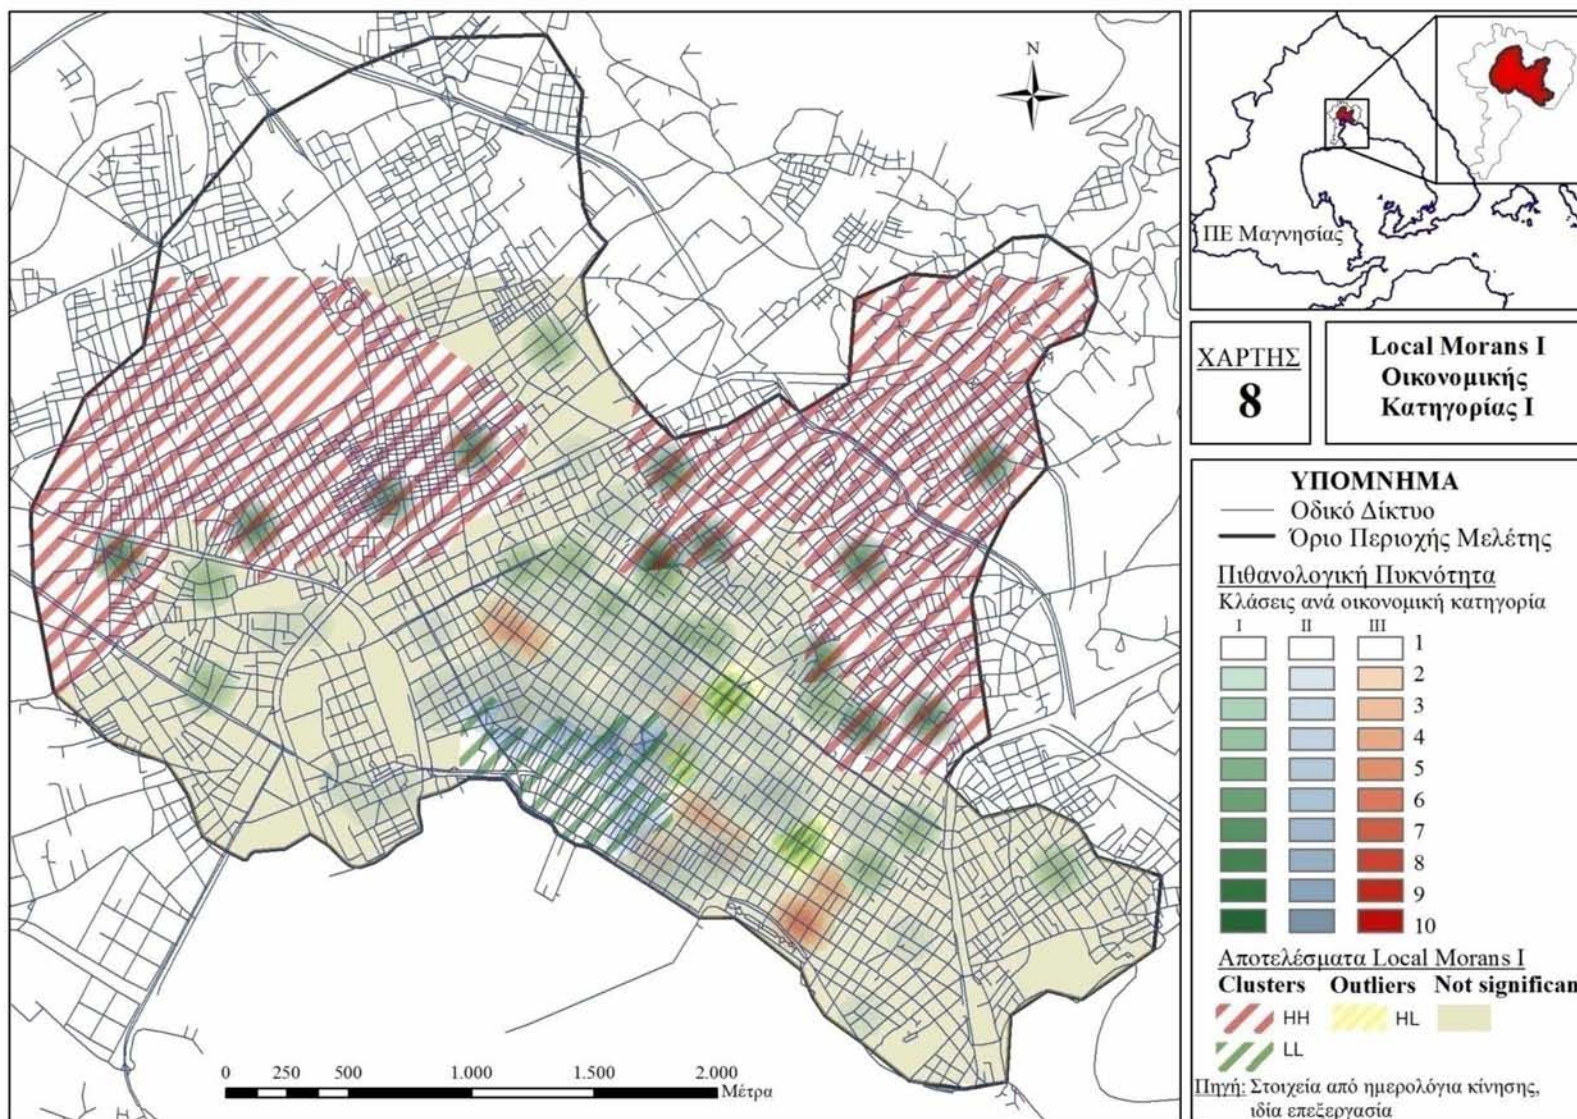 N
ΠΕ Μαγνησίας
ΧΑΡΤΗΣ
8
Local Morans I
Οικονομικής
Κατηγορίας I
ΥΠΟΜΝΗΜΑ
Οδικό Δίκτυο
Όριο Περιοχής Μελέτης
Πιθανολογική Πυκνότητα
Κλάσεις ανά οικονομική κατηγορία
I II III
1
2
3
4
5
6
7
8
9
10
Αποτελέσματα Local Morans I
Clusters Outliers Not significan
HH HL
LL
Πηγή: Στοιχεία από ημερολόγια κίνησης,
ιδία επεξεργασία
0 250 500 1.000 1.500 2.000
Μέτρα